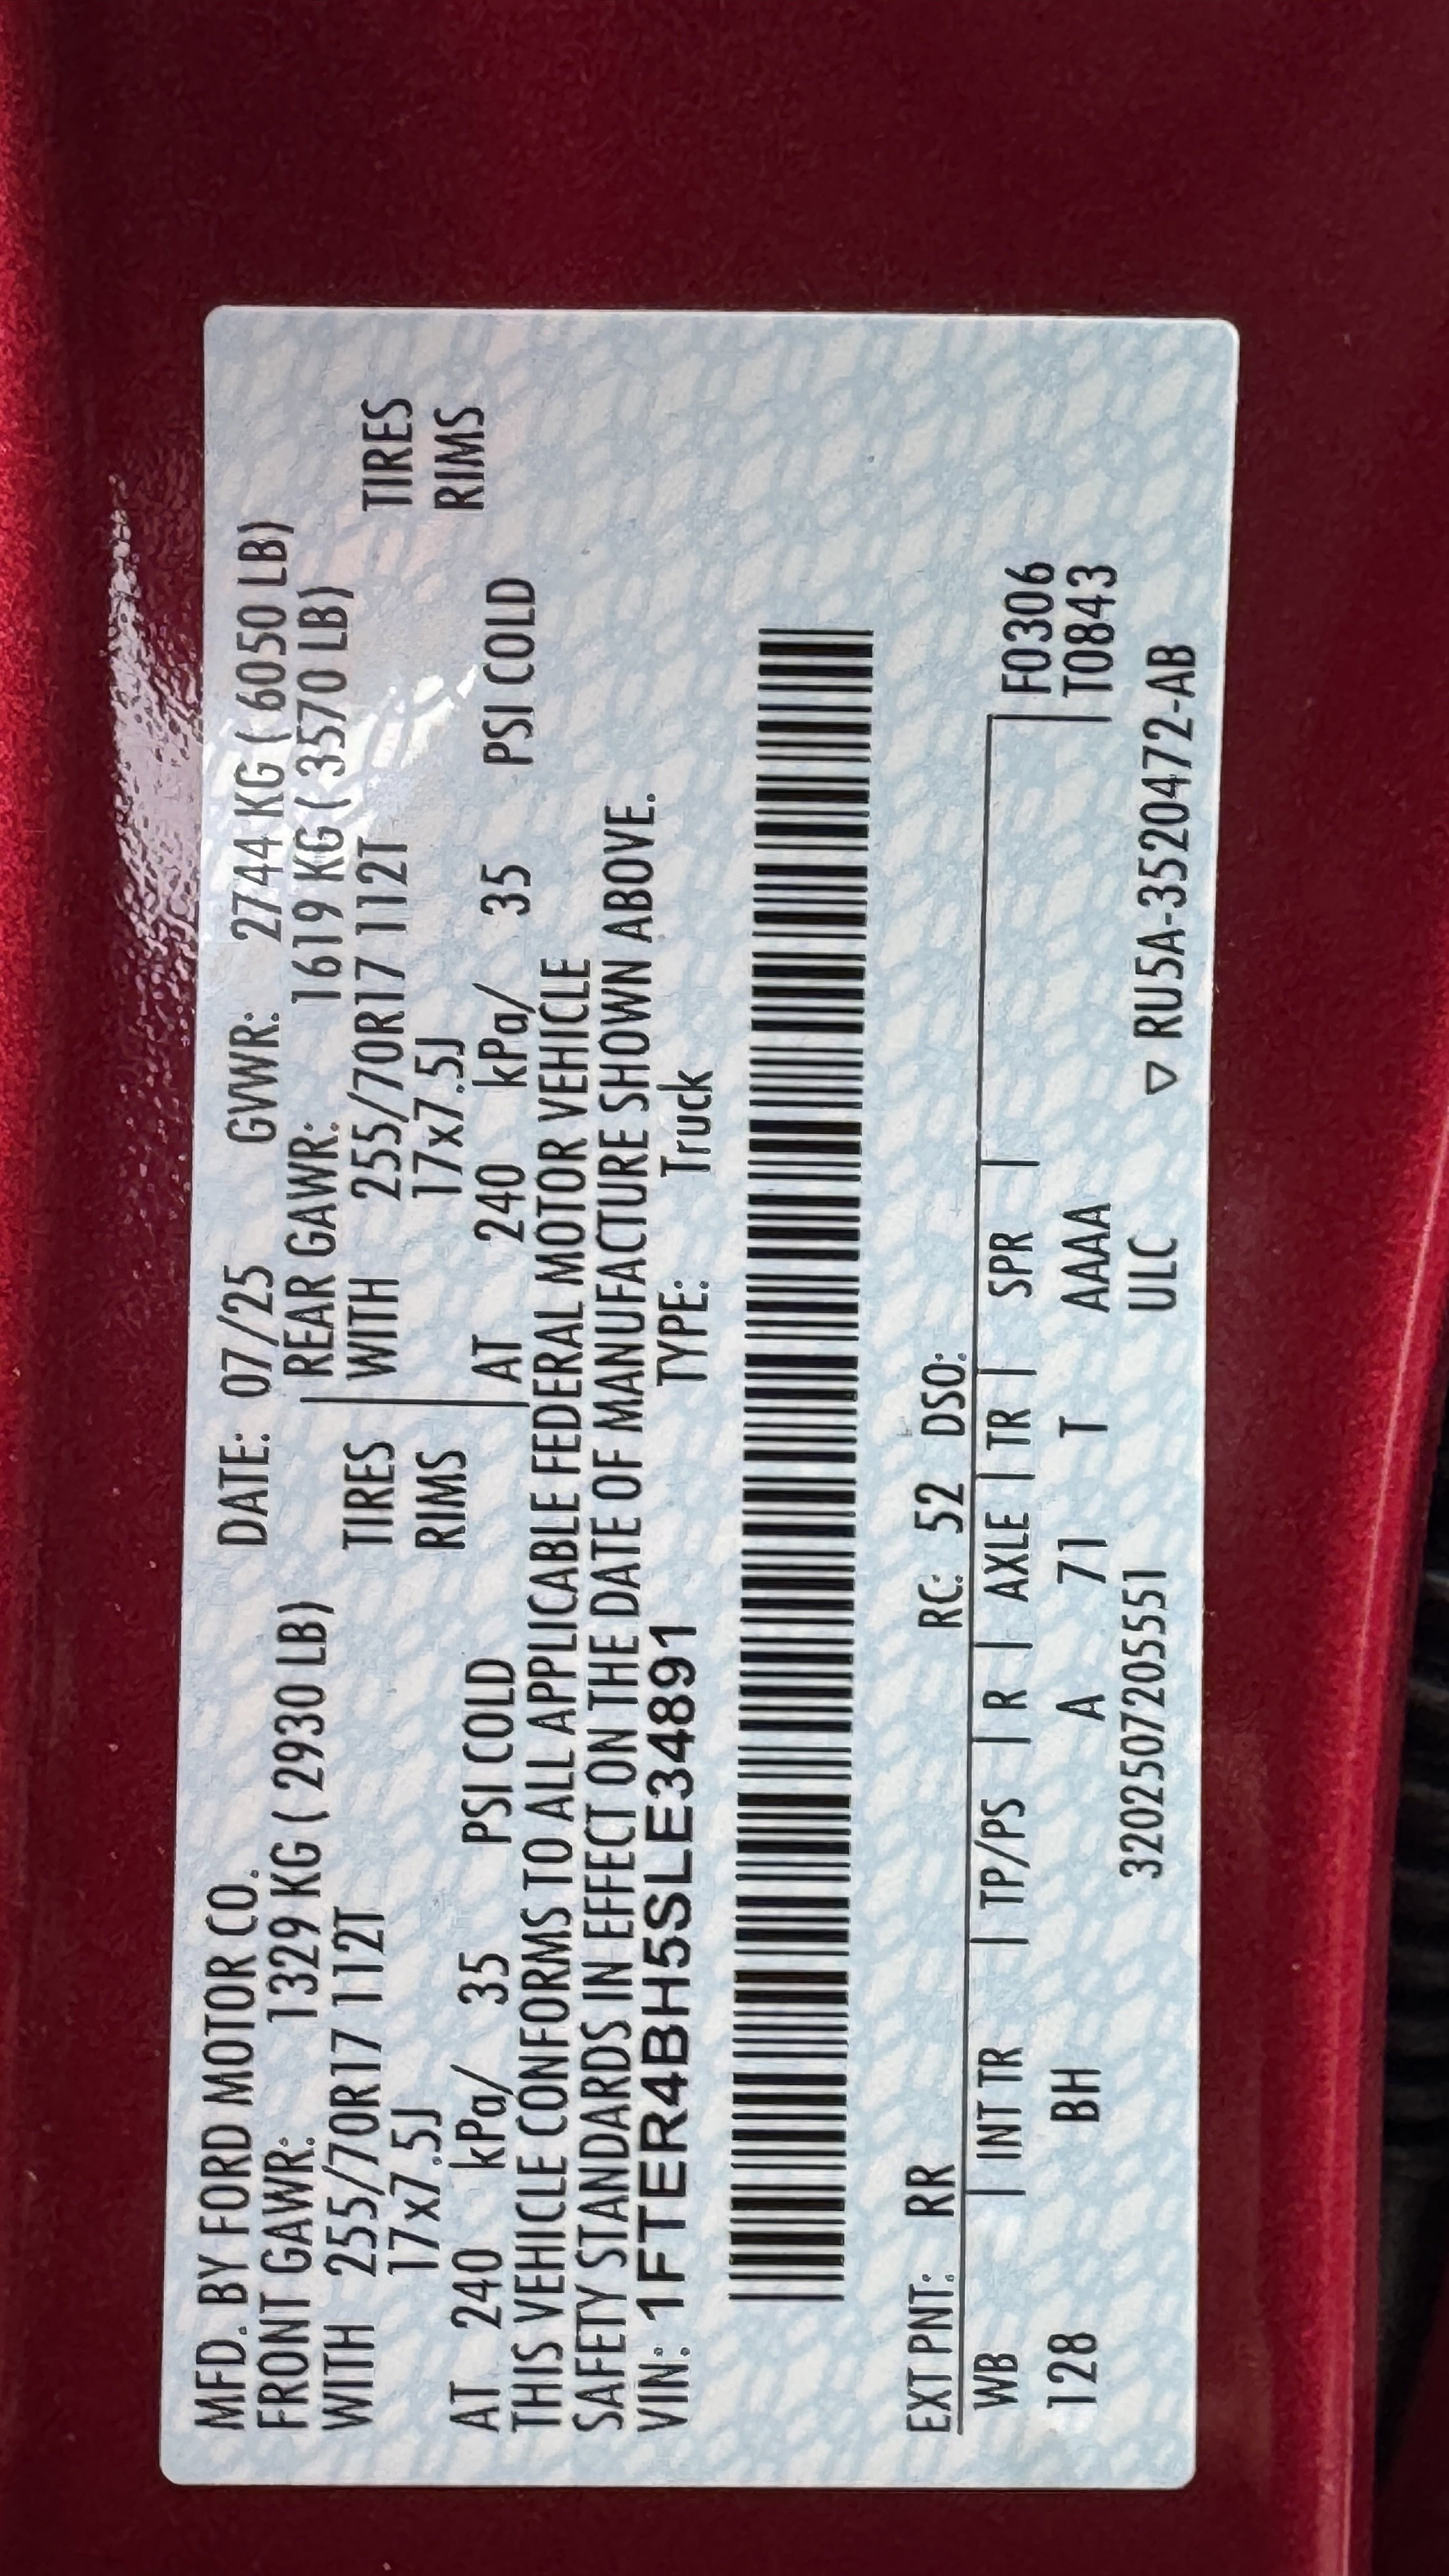 MFD. BY FORD MOTOR CO. DATE: 07/25 GVWR: 2744 KG ( 6050 LB)
FRONT GAWR: 1329 KG ( 2930 LB) REAR GAWR: 1619 KG ( 3570 LB)
WITH 255/70R17 112T TIRES WITH 255/70R17 112T TIRES
17x7.5J RIMS 17x7.5J RIMS
AT 240 kPa/ 35 PSI COLD AT 240 kPa/ 35 PSI COLD
THIS VEHICLE CONFORMS TO ALL APPLICABLE FEDERAL MOTOR VEHICLE
SAFETY STANDARDS IN EFFECT ON THE DATE OF MANUFACTURE SHOWN ABOVE.
VIN: 1FTER4BH5SLE34891 TYPE: Truck
EXT PNT: RR RC: 52 DSO:
WB | INT TR | TP/PS | R | AXLE | TR | SPR | F0306
128 BH A 71 T AAAA T0843
3202507205551 ULC ▽ RU5A-3520472-AB